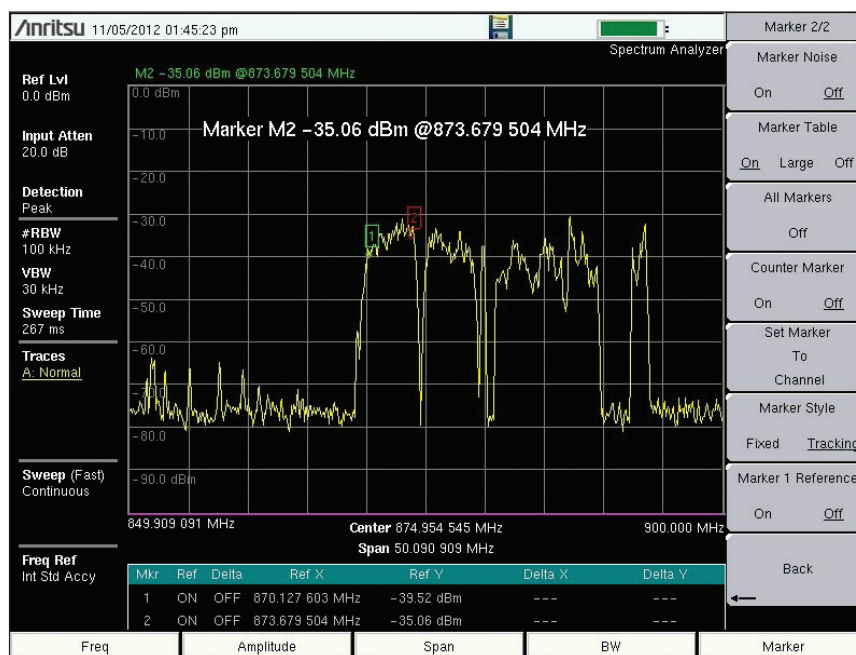 Anritsu 11/05/2012 01:45:23 pm
Spectrum Analyzer
Ref Lvl
0.0 dBm
Input Atten
20.0 dB
Detection
Peak
#RBW
100 kHz
VBW
30 kHz
Sweep Time
267 ms
Traces
A: Normal
Sweep (Fast)
Continuous
Freq Ref
Int Std Accy
M2 -35.06 dBm @873.679 504 MHz
0.0 dBm
Marker M2 -35.06 dBm @873.679 504 MHz
-10.0
-20.0
-30.0
-40.0
-50.0
-60.0
-80.0
-90.0 dBm
1
2
849.909 091 MHz
Center 874.954 545 MHz
900.000 MHz
Span 50.090 909 MHz
Mkr Ref Delta Ref X Ref Y Delta X Delta Y
1 ON OFF 870.127 603 MHz -39.52 dBm --- ---
2 ON OFF 873.679 504 MHz -35.06 dBm --- ---
Marker 2/2
Marker Noise
On Off
Marker Table
On Large Off
All Markers
Off
Counter Marker
On Off
Set Marker
To
Channel
Marker Style
Fixed Tracking
Marker 1 Reference
On Off
Back
Freq Amplitude Span BW Marker